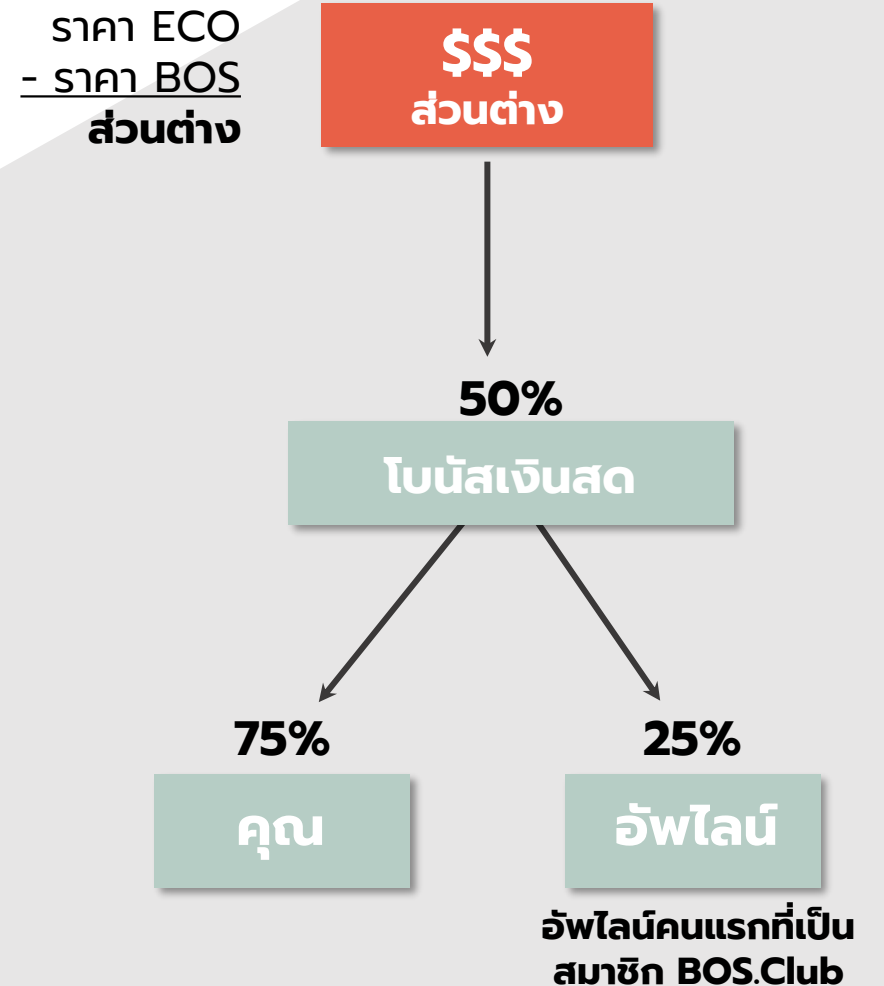 ราคา ECO
- ราคา BOS
ส่วนต่าง
$$$
ส่วนต่าง
50%
โบนัสเงินสด
75%
25%
คุณ
อัพไลน์
อัพไลน์คนแรกที่เป็น
สมาชิก BOS.Club